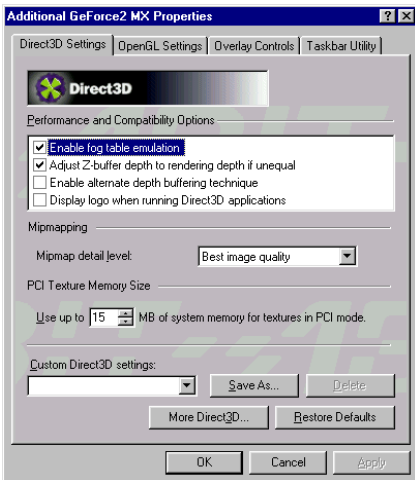 Additional GeForce2 MX Properties
Direct3D Settings OpenGL Settings Overlay Controls Taskbar Utility
Direct3D
Performance and Compatibility Options
Enable fog table emulation
Adjust Z-buffer depth to rendering depth if unequal
Enable alternate depth buffering technique
Display logo when running Direct3D applications
Mipmapping
Mipmap detail level: Best image quality
PCI Texture Memory Size
Use up to 15 MB of system memory for textures in PCI mode.
Custom Direct3D settings:
Save As... Delete
More Direct3D... Restore Defaults
OK Cancel Apply